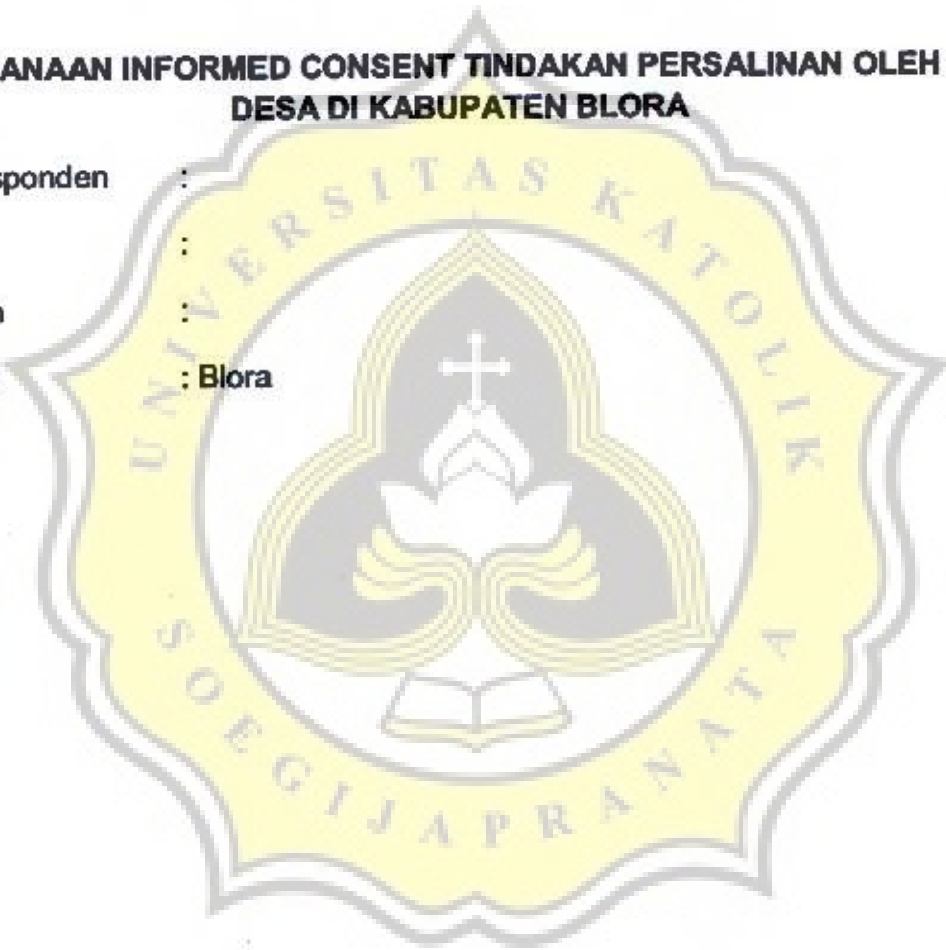 ANAAN INFORMED CONSENT TINDAKAN PERSALINAN OLEH
DESA DI KABUPATEN BLORA
sponden :
:
n :
: Blora
UNIVERSITAS KATOLIK
SOEGIJAPRANATA